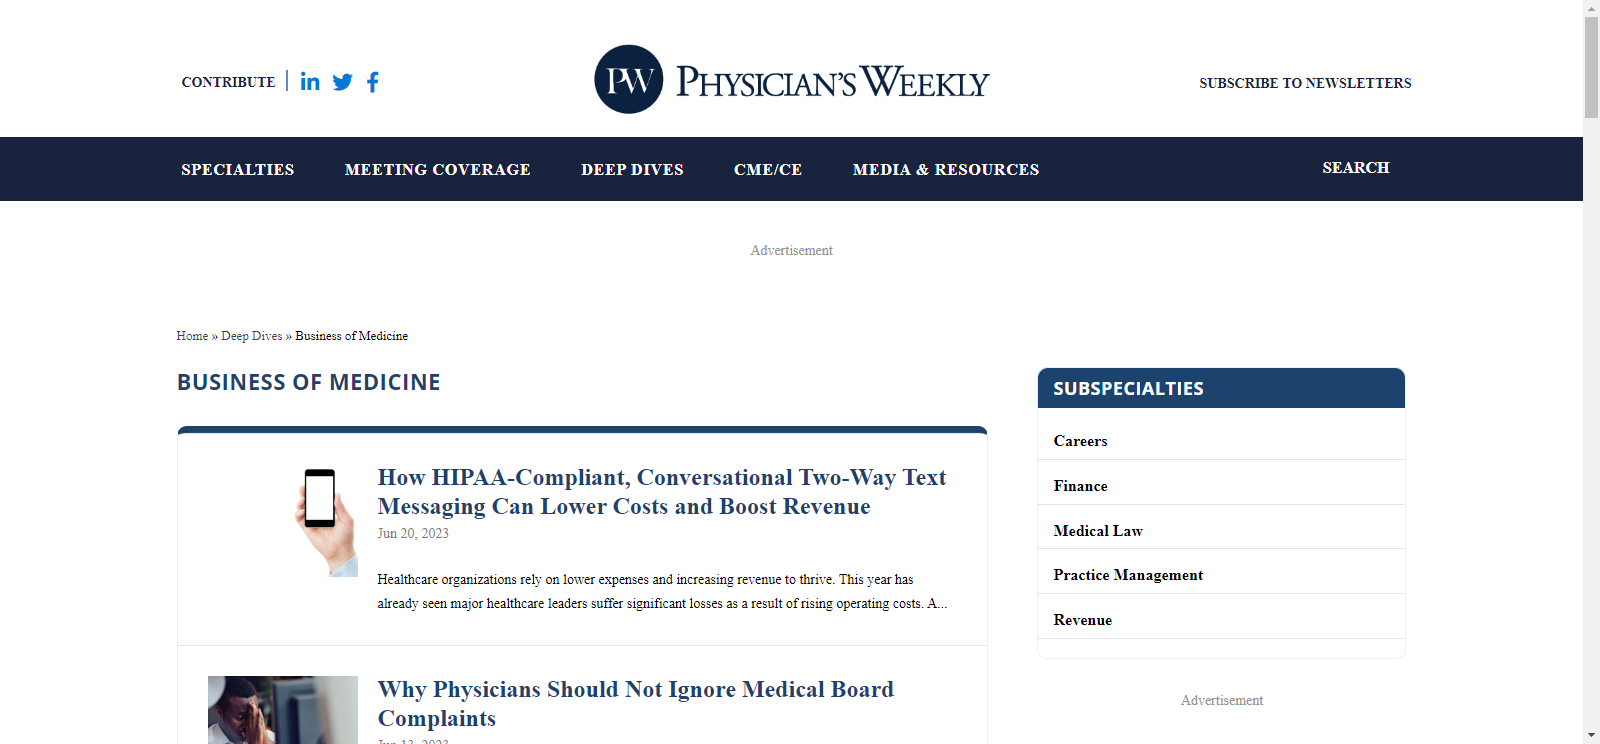 CONTRIBUTE
PW PHYSICIAN'S WEEKLY
SUBSCRIBE TO NEWSLETTERS
SPECIALTIES MEETING COVERAGE DEEP DIVES CME/CE MEDIA & RESOURCES SEARCH
Advertisement
Home » Deep Dives » Business of Medicine
BUSINESS OF MEDICINE
How HIPAA-Compliant, Conversational Two-Way Text
Messaging Can Lower Costs and Boost Revenue
Jun 20, 2023
Healthcare organizations rely on lower expenses and increasing revenue to thrive. This year has
already seen major healthcare leaders suffer significant losses as a result of rising operating costs. A...
Why Physicians Should Not Ignore Medical Board
Complaints
Jun 13, 2023
SUBSPECIALTIES
Careers
Finance
Medical Law
Practice Management
Revenue
Advertisement